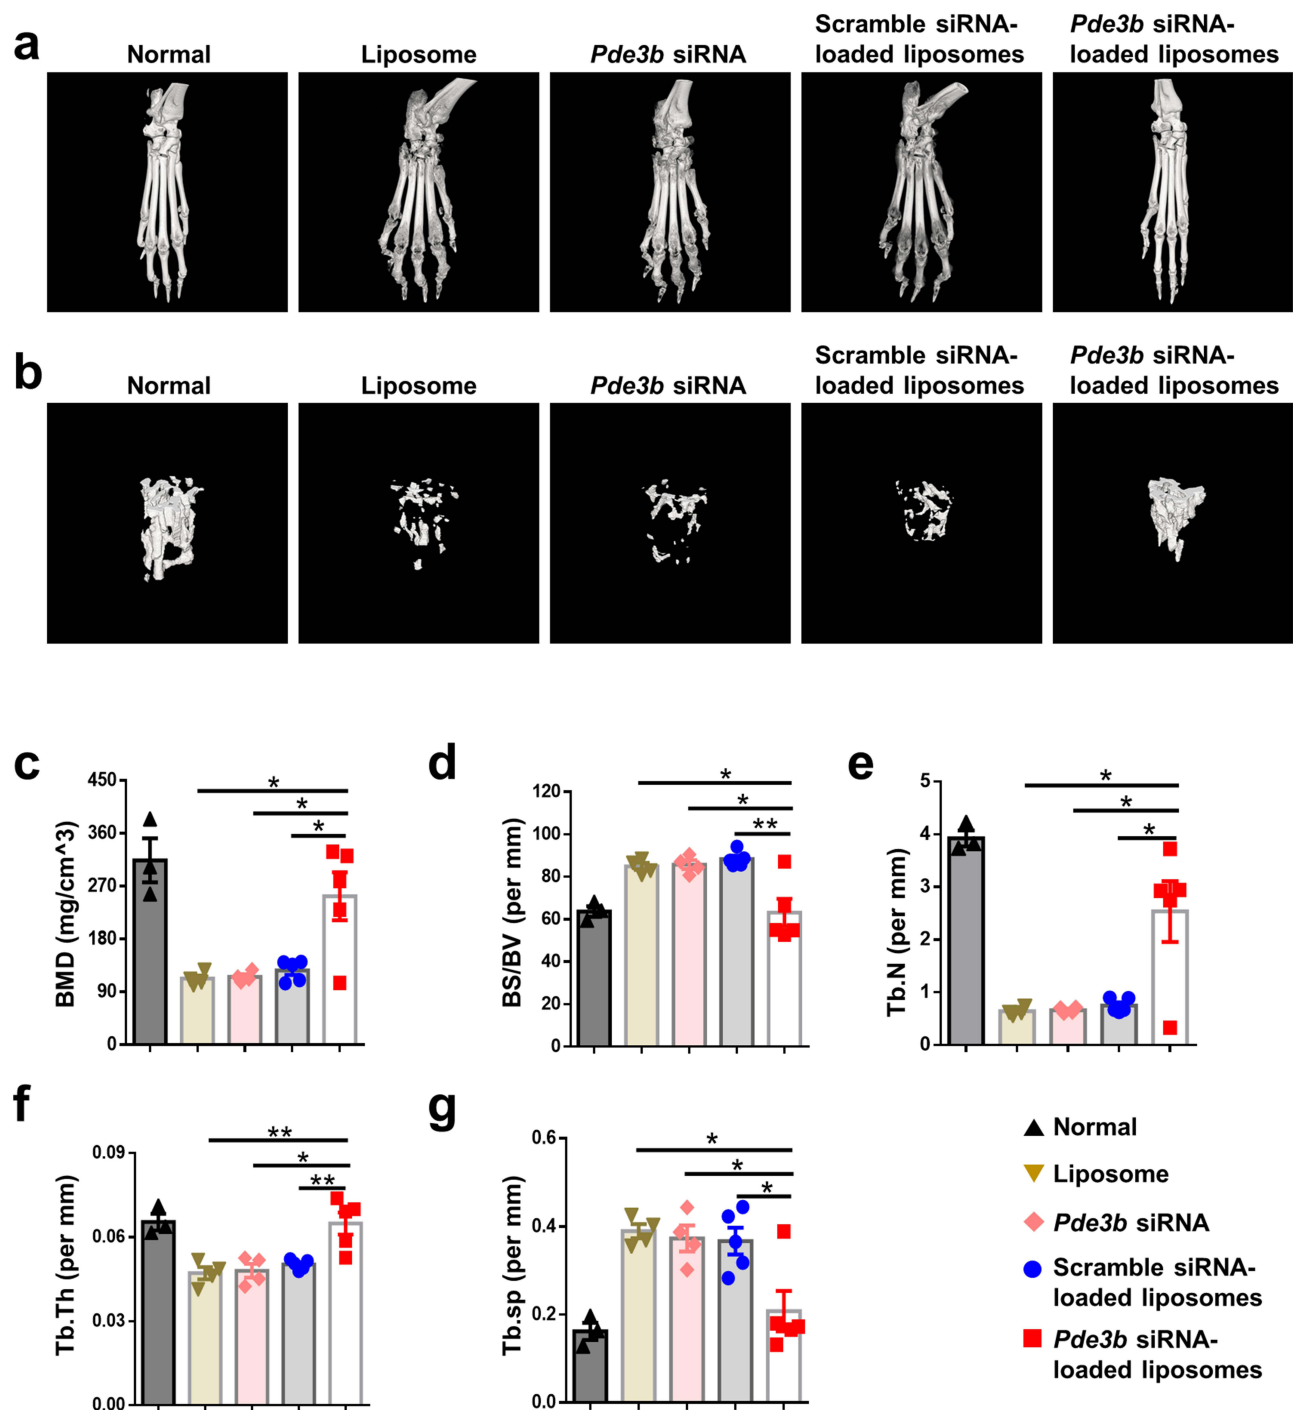 a
Normal
Liposome
Pde3b siRNA
Scramble siRNA-
loaded liposomes
Pde3b siRNA-
loaded liposomes
b
Normal
Liposome
Pde3b siRNA
Scramble siRNA-
loaded liposomes
Pde3b siRNA-
loaded liposomes
c
BMD (mg/cm^3)
450
360
270
180
90
0
*
*
*
d
BS/BV (per mm)
120
100
80
60
40
20
0
*
*
**
e
Tb.N (per mm)
5
4
3
2
1
0
*
*
*
f
Tb.Th (per mm)
0.09
0.06
0.03
0.00
**
*
**
g
Tb.sp (per mm)
0.6
0.4
0.2
0.0
*
*
*
Normal
Liposome
Pde3b siRNA
Scramble siRNA-
loaded liposomes
Pde3b siRNA-
loaded liposomes